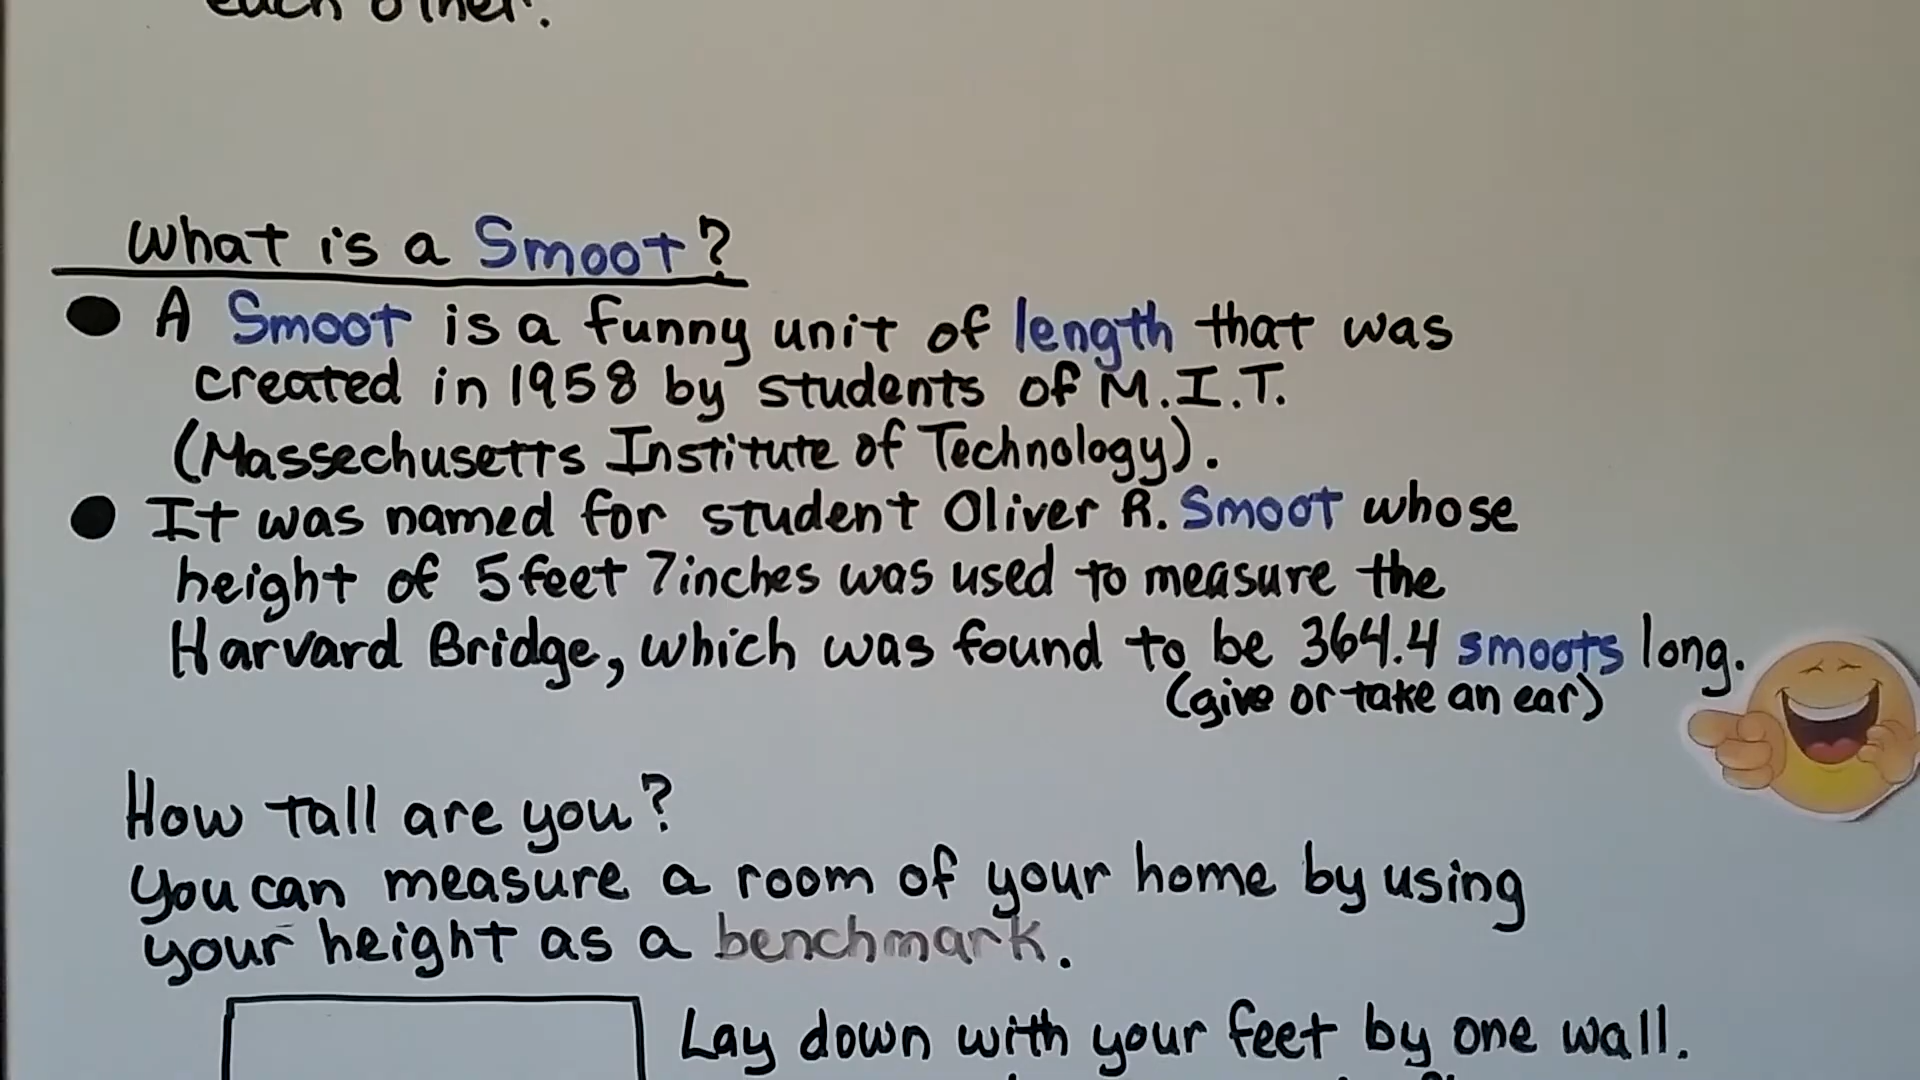 each other.
What is a Smoot?
● A Smoot is a funny unit of length that was
created in 1958 by students of M.I.T.
(Massechusetts Institute of Technology).
● It was named for student Oliver R. Smoot whose
height of 5 feet 7 inches was used to measure the
Harvard Bridge, which was found to be 364.4 smoots long.
(give or take an ear)
How tall are you?
You can measure a room of your home by using
your height as a benchmark.
Lay down with your feet by one wall.